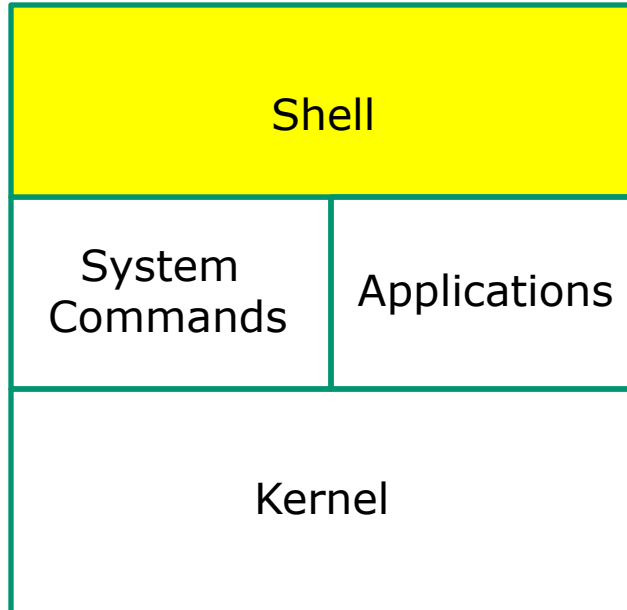 Shell
System
Commands
Applications
Kernel